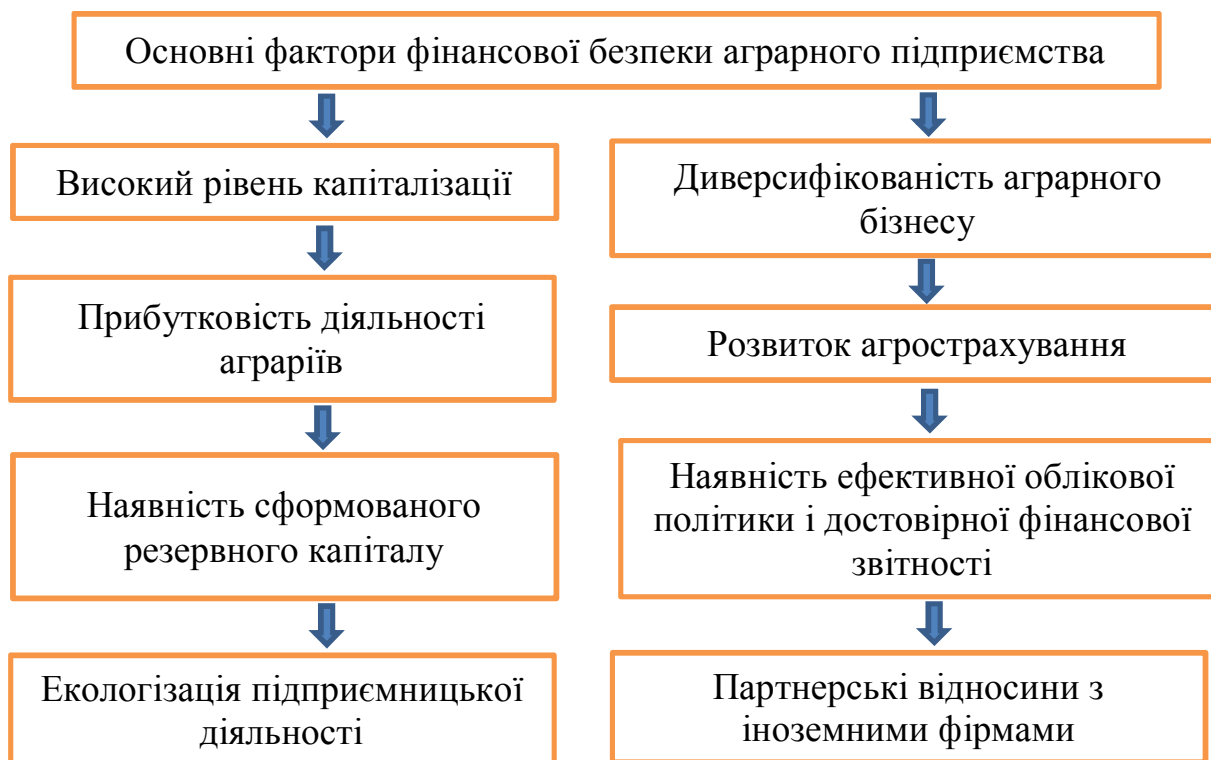 Основні фактори фінансової безпеки аграрного підприємства
Високий рівень капіталізації
Прибутковість діяльності
аграріїв
Наявність сформованого
резервного капіталу
Екологізація підприємницької
діяльності
Диверсифікованість аграрного
бізнесу
Розвиток агрострахування
Наявність ефективної облікової
політики і достовірної фінансової
звітності
Партнерські відносини з
іноземними фірмами